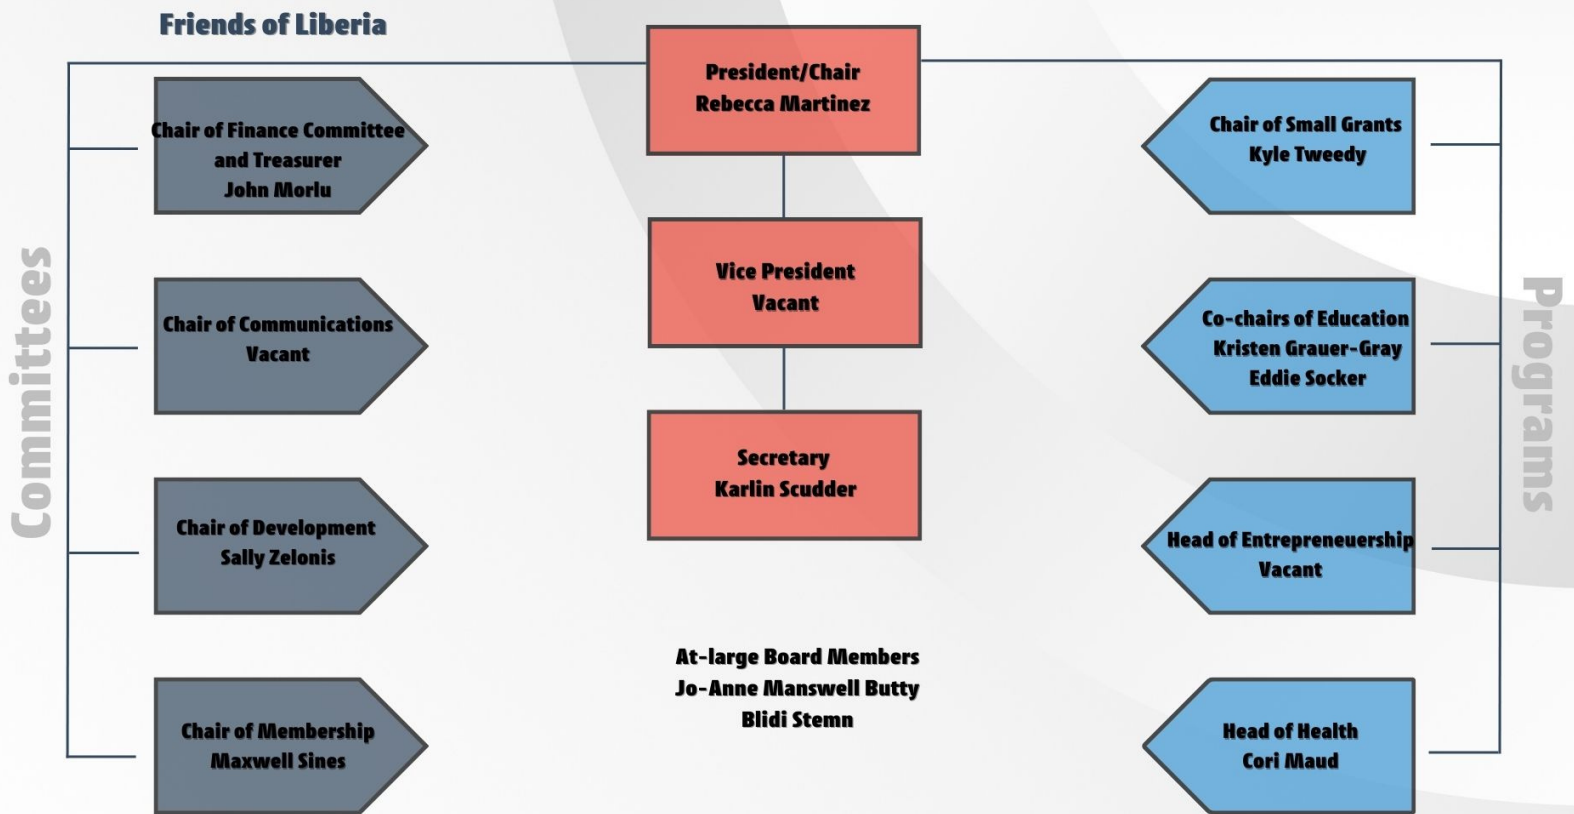 Friends of Liberia
President/Chair
Rebecca Martinez
Vice President
Vacant
Secretary
Karlin Scudder
At-large Board Members
Jo-Anne Manswell Butty
Blidi Stemn
Committees
Chair of Finance Committee
and Treasurer
John Morlu
Chair of Communications
Vacant
Chair of Development
Sally Zelonis
Chair of Membership
Maxwell Sines
Programs
Chair of Small Grants
Kyle Tweedy
Co-chairs of Education
Kristen Grauer-Gray
Eddie Socker
Head of Entrepreneuership
Vacant
Head of Health
Cori Maud